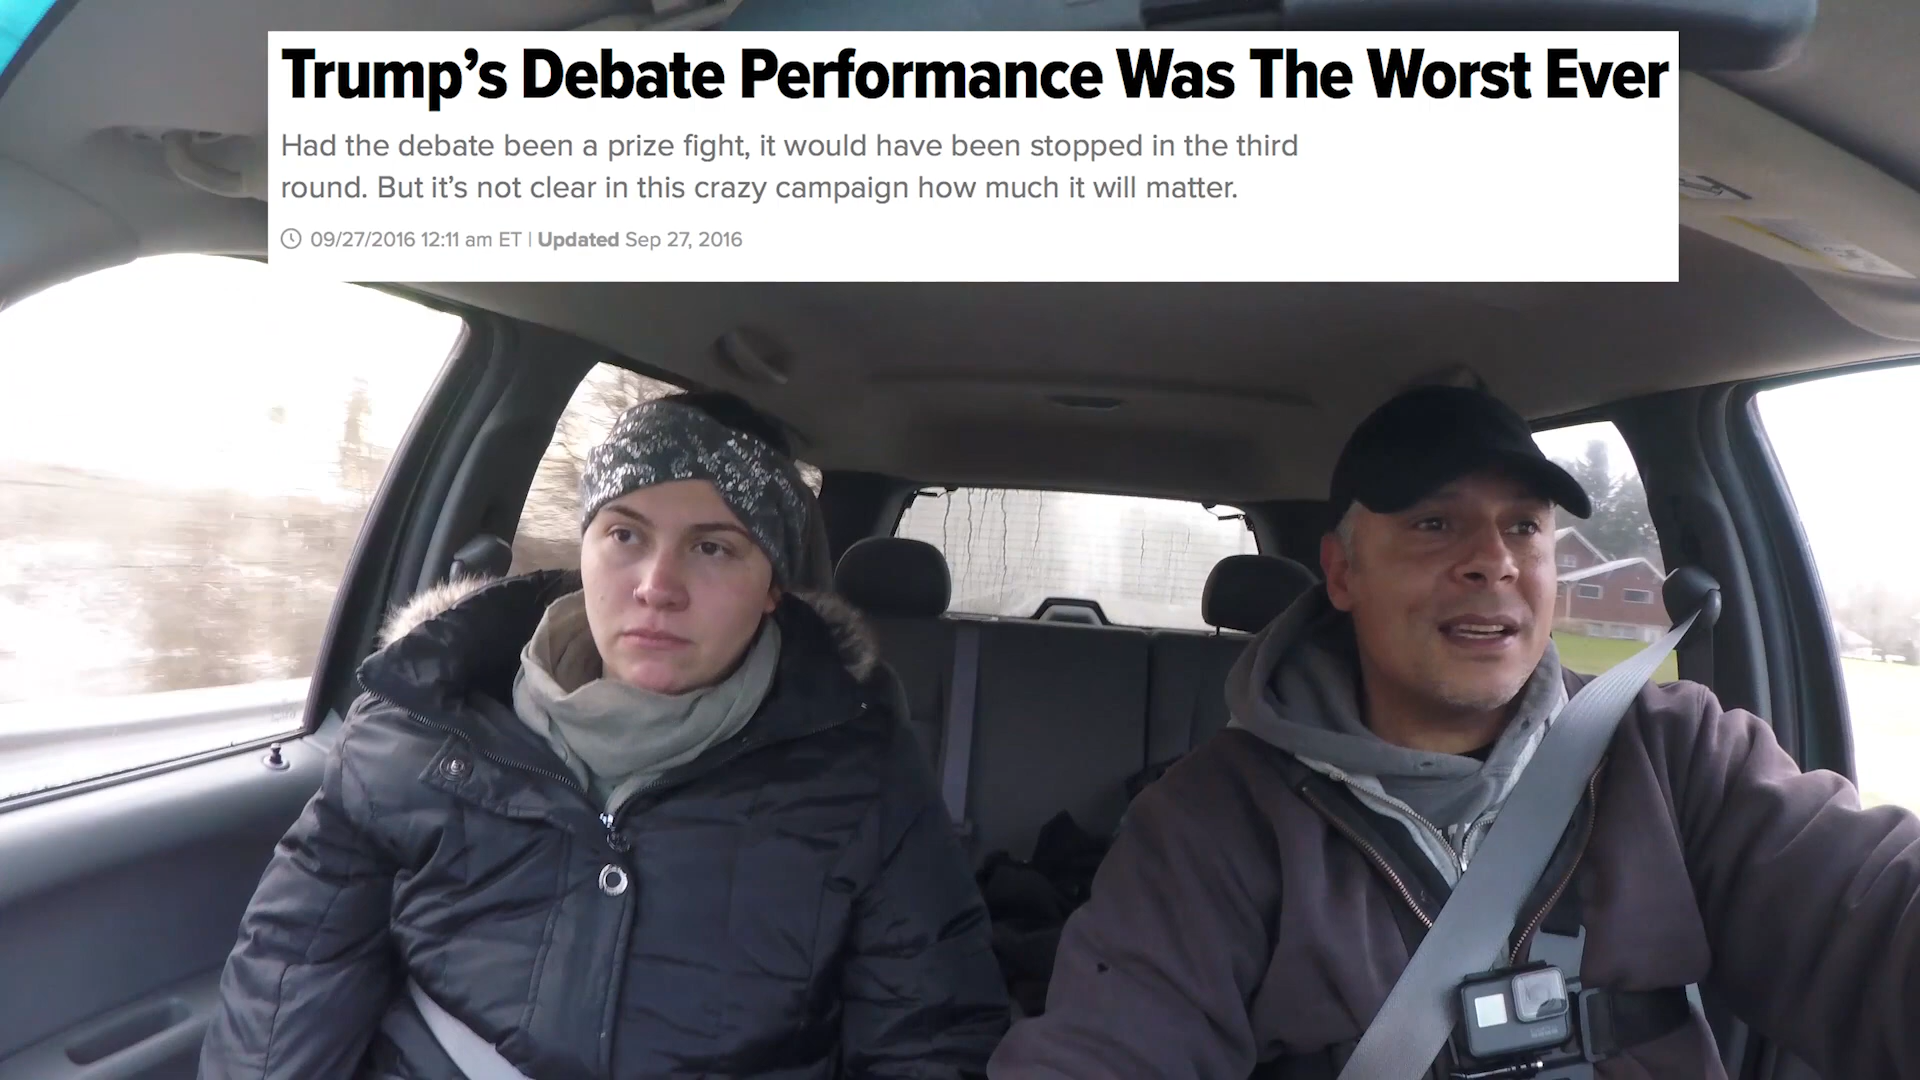 Trump’s Debate Performance Was The Worst Ever
Had the debate been a prize fight, it would have been stopped in the third
round. But it’s not clear in this crazy campaign how much it will matter.
09/27/2016 12:11 am ET | Updated Sep 27, 2016